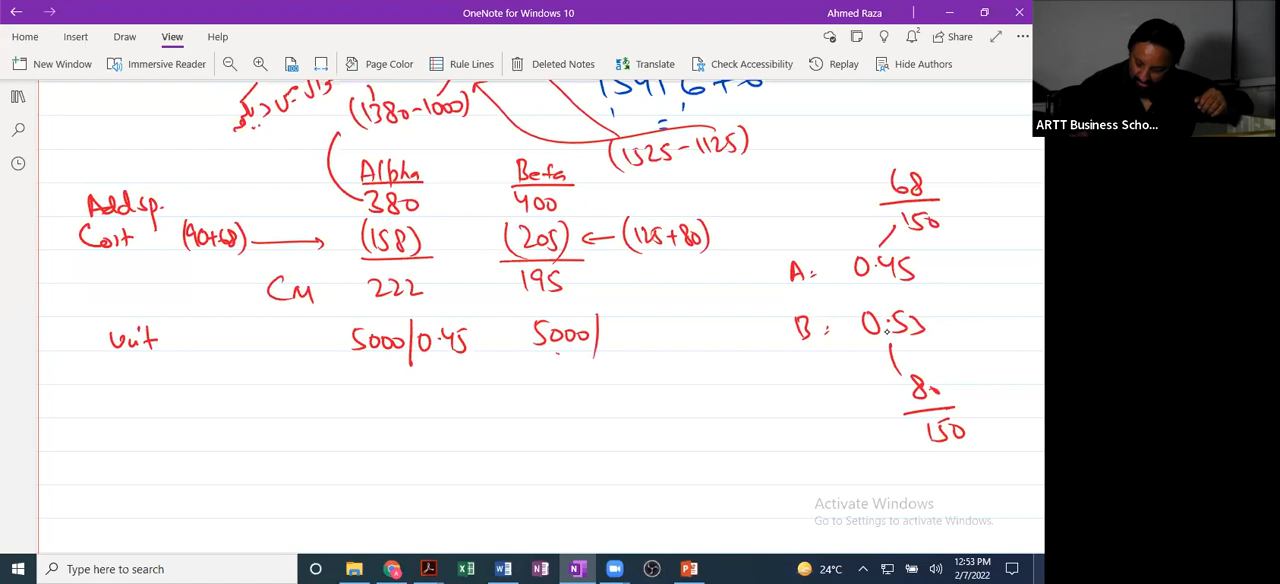 OneNote for Windows 10
Ahmed Raza
Home Insert Draw View Help
Share
New Window Immersive Reader Page Color Rule Lines Deleted Notes Translate Check Accessibility Replay Hide Authors
ARTT Business Scho...
(1380-1000)
(1525-1125)
Alpha Beta
68
150
Add sp. 380 400
Cost (90+68) (158) (205) (125+80)
A: 0.45
CM 222 195
B: 0.53
Unit 5000 0.45 5000
80
150
Activate Windows
Go to Settings to activate Windows.
Type here to search
24°C
12:53 PM
2/7/2022